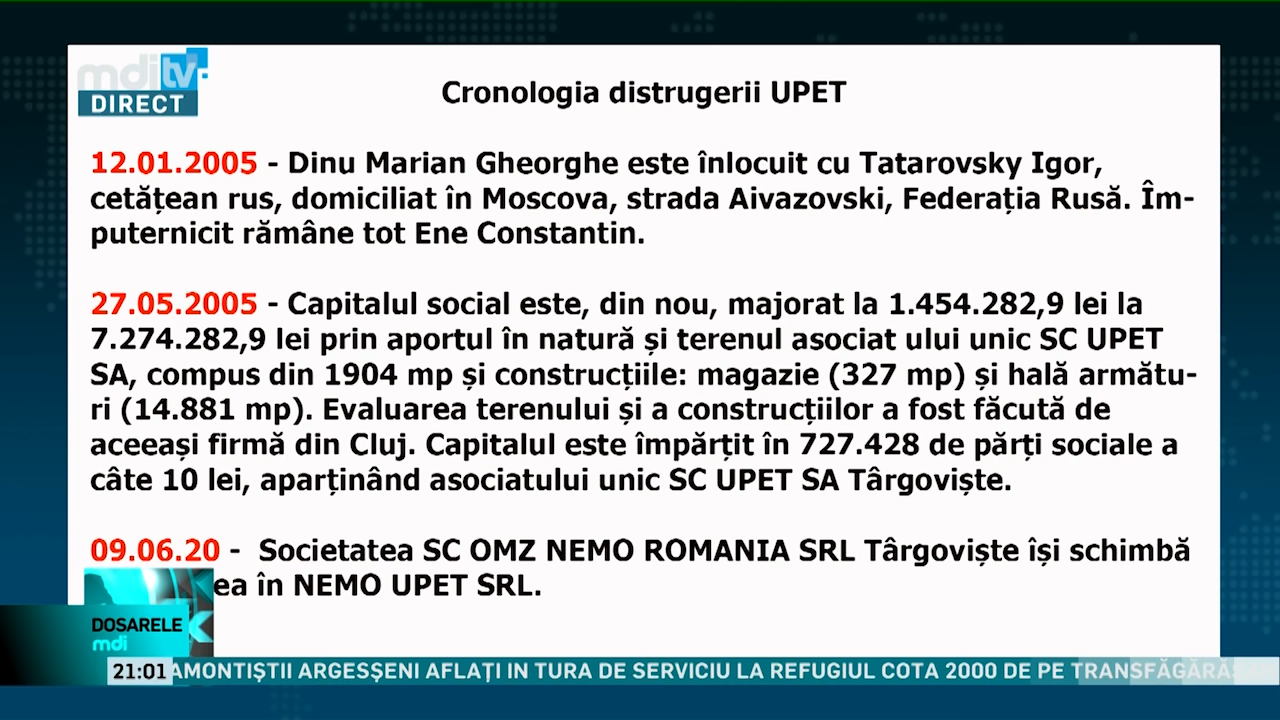 mditv
DIRECT
Cronologia distrugerii UPET
12.01.2005 - Dinu Marian Gheorghe este înlocuit cu Tatarovsky Igor,
cetățean rus, domiciliat în Moscova, strada Aivazovski, Federația Rusă. Îm-
puternicit rămâne tot Ene Constantin.
27.05.2005 - Capitalul social este, din nou, majorat la 1.454.282,9 lei la
7.274.282,9 lei prin aportul în natură și terenul asociat ului unic SC UPET
SA, compus din 1904 mp și construcțiile: magazie (327 mp) și hală armătu-
ri (14.881 mp). Evaluarea terenului și a construcțiilor a fost făcută de
aceeași firmă din Cluj. Capitalul este împărțit în 727.428 de părți sociale a
câte 10 lei, aparținând asociatului unic SC UPET SA Târgoviște.
09.06.20 - Societatea SC OMZ NEMO ROMANIA SRL Târgoviște își schimbă
în NEMO UPET SRL.
DOSARELE
mdi
21:01 AMONTIȘTII ARGESȘENI AFLAȚI IN TURA DE SERVICIU LA REFUGIUL COTA 2000 DE PE